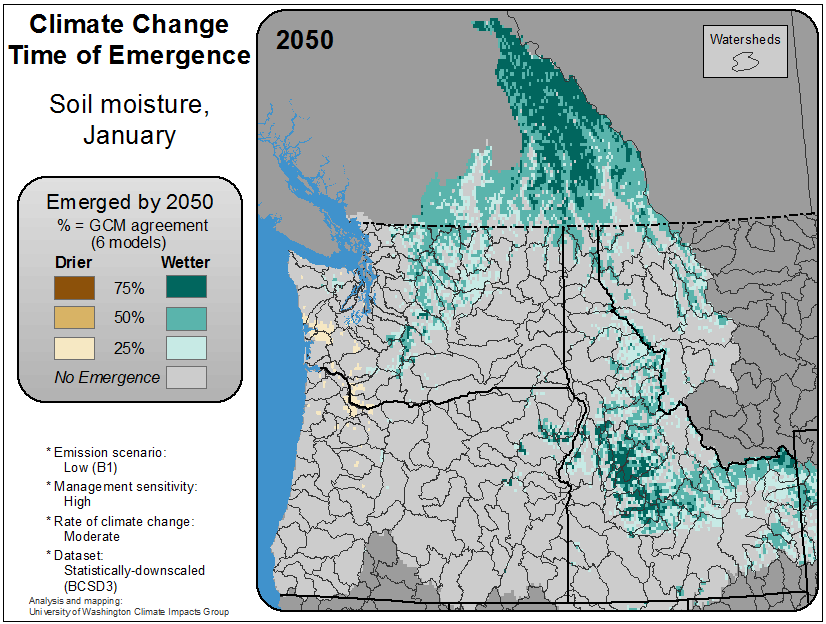 Climate Change
Time of Emergence
Soil moisture,
January
Emerged by 2050
% = GCM agreement
(6 models)
Drier Wetter
75%
50%
25%
No Emergence
* Emission scenario:
Low (B1)
* Management sensitivity:
High
* Rate of climate change:
Moderate
* Dataset:
Statistically-downscaled
(BCSD3)
Analysis and mapping:
University of Washington Climate Impacts Group
2050
Watersheds